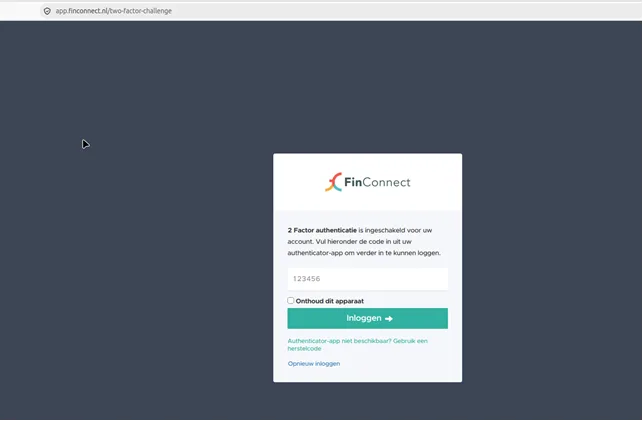 app.finconnect.nl/two-factor-challenge
FinConnect
2 Factor authenticatie is ingeschakeld voor uw
account. Vul hieronder de code in uit uw
authenticator-app om verder in te kunnen loggen.
123456
Onthoud dit apparaat
Inloggen
Authenticator-app niet beschikbaar? Gebruik een
herstelcode
Opnieuw inloggen